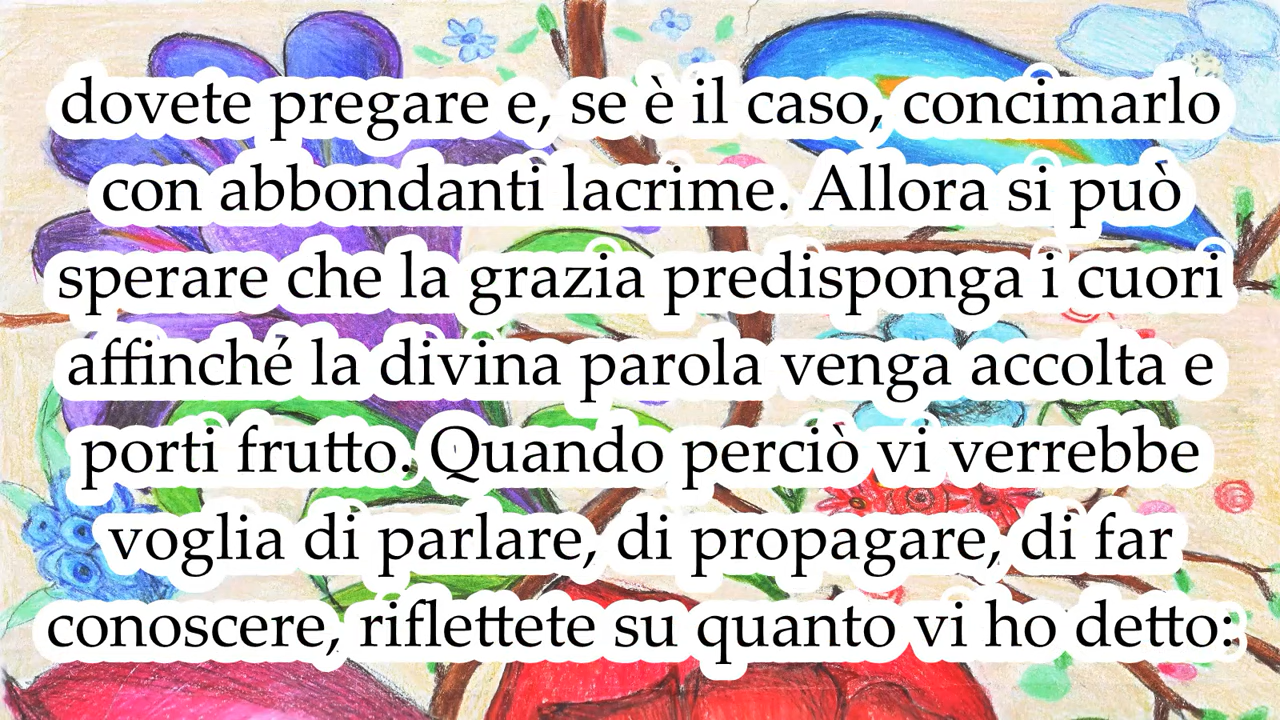 dovete pregare e, se è il caso, concimarlo
con abbondanti lacrime. Allora si può
sperare che la grazia predisponga i cuori
affinché la divina parola venga accolta e
porti frutto. Quando perciò vi verrebbe
voglia di parlare, di propagare, di far
conoscere, riflettete su quanto vi ho detto: